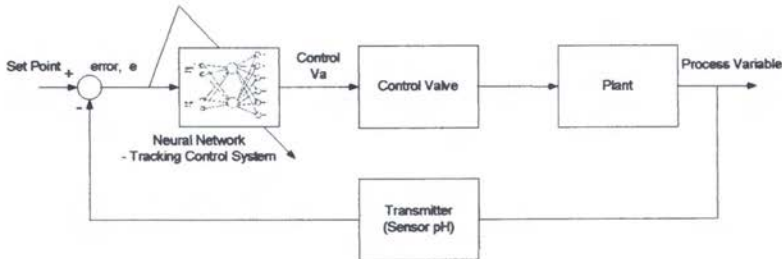 Set Point
+
-
error, e
Neural Network
- Tracking Control System
Control
Va
Control Valve
Plant
Process Variable
Transmitter
(Sensor pH)